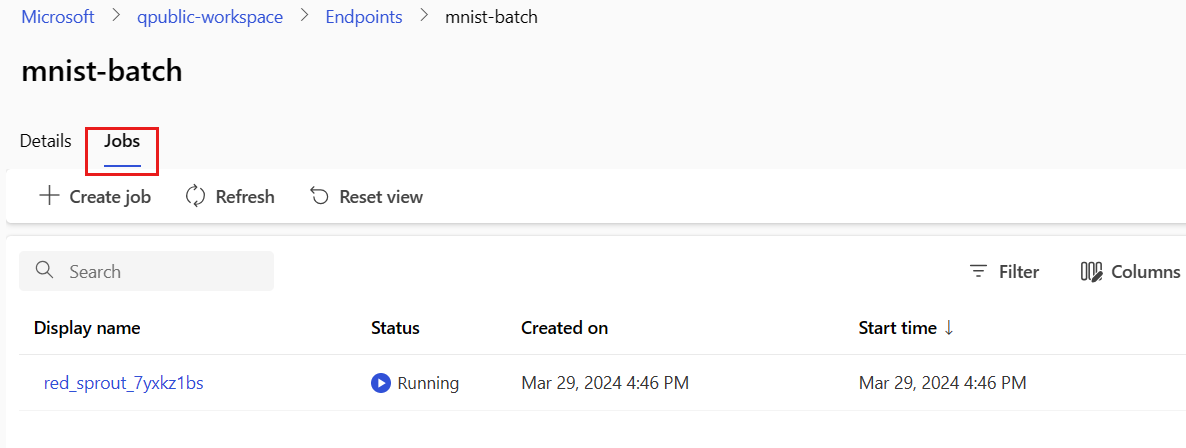 Microsoft > qpublic-workspace > Endpoints > mnist-batch
mnist-batch
Details Jobs
Create job Refresh Reset view
Search Filter Columns
Display name Status Created on Start time ↓
red_sprout_7yxkz1bs Running Mar 29, 2024 4:46 PM Mar 29, 2024 4:46 PM